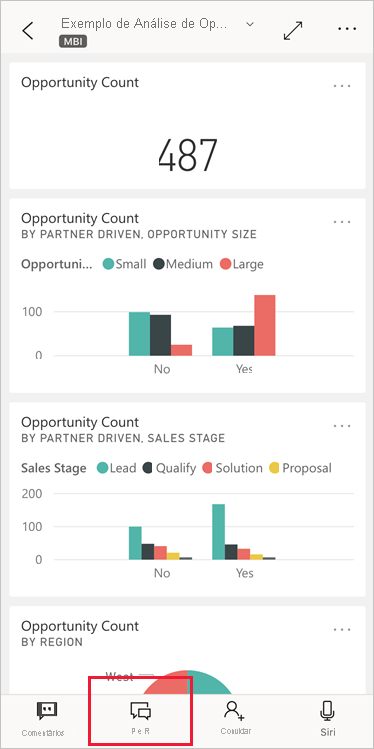 Exemplo de Análise de Op...
MBI
Opportunity Count
487
Opportunity Count
BY PARTNER DRIVEN, OPPORTUNITY SIZE
Opportuni... Small Medium Large
100
0
No Yes
Opportunity Count
BY PARTNER DRIVEN, SALES STAGE
Sales Stage Lead Qualify Solution Proposal
200
100
0
No Yes
Opportunity Count
BY REGION
West
Comentários P e R Convidar Siri